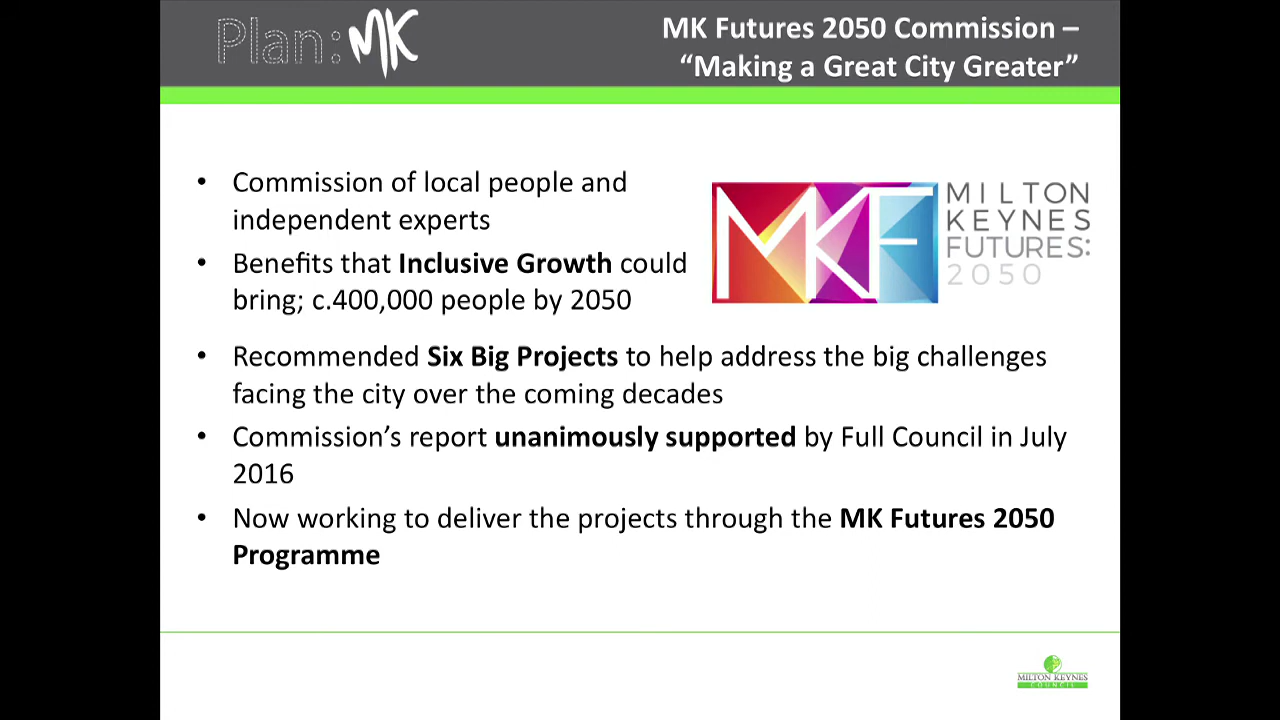 Plan:MK
MK Futures 2050 Commission –
“Making a Great City Greater”
• Commission of local people and
independent experts
• Benefits that Inclusive Growth could
bring; c.400,000 people by 2050
MKF
MILTON
KEYNES
FUTURES:
2050
• Recommended Six Big Projects to help address the big challenges
facing the city over the coming decades
• Commission’s report unanimously supported by Full Council in July
2016
• Now working to deliver the projects through the MK Futures 2050
Programme
MILTON KEYNES
COUNCIL